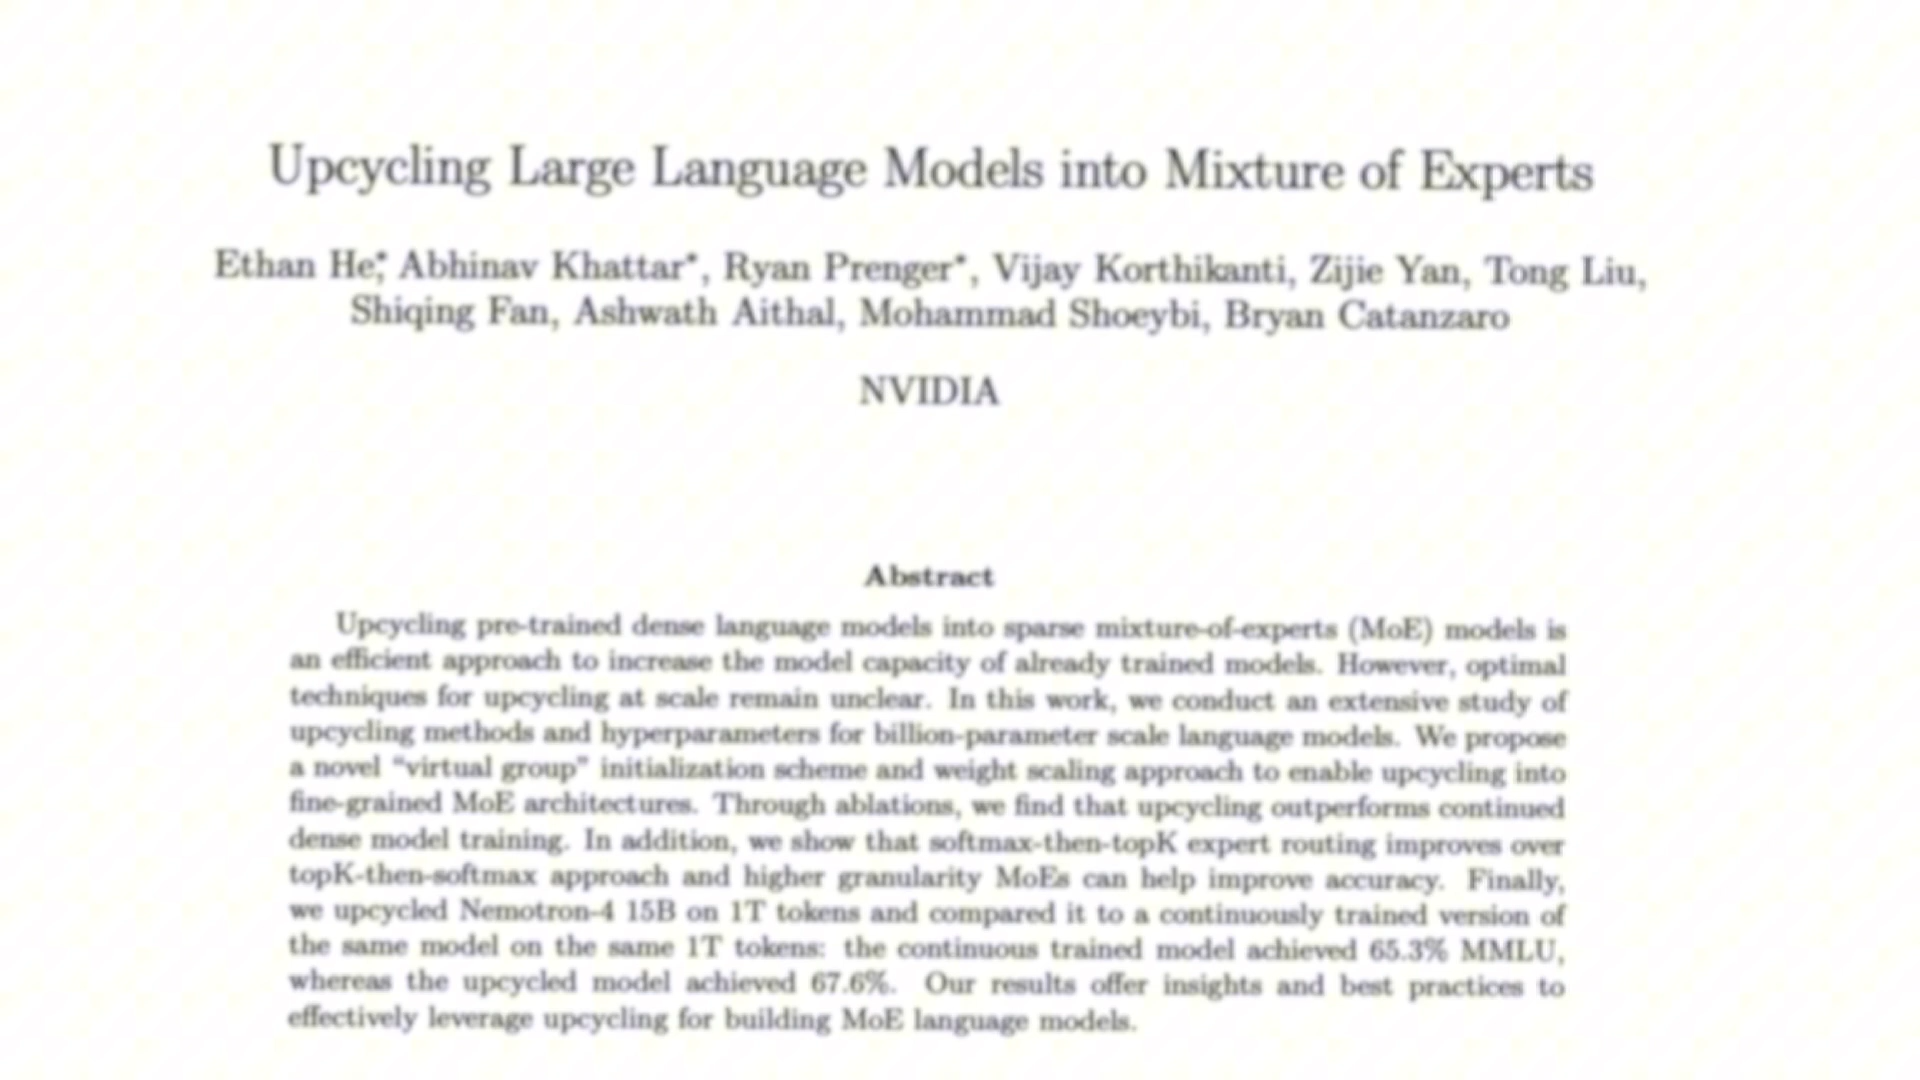 Upcycling Large Language Models into Mixture of Experts
Ethan He*, Abhinav Khattar*, Ryan Prenger*, Vijay Korthikanti, Zijie Yan, Tong Liu,
Shiqing Fan, Ashwath Aithal, Mohammad Shoeybi, Bryan Catanzaro
NVIDIA
Abstract
Upcycling pre-trained dense language models into sparse mixture-of-experts (MoE) models is
an efficient approach to increase the model capacity of already trained models. However, optimal
techniques for upcycling at scale remain unclear. In this work, we conduct an extensive study of
upcycling methods and hyperparameters for billion-parameter scale language models. We propose
a novel “virtual group” initialization scheme and weight scaling approach to enable upcycling into
fine-grained MoE architectures. Through ablations, we find that upcycling outperforms continued
dense model training. In addition, we show that softmax-then-topK expert routing improves over
topK-then-softmax approach and higher granularity MoEs can help improve accuracy. Finally,
we upcycled Nemotron-4 15B on 1T tokens and compared it to a continuously trained version of
the same model on the same 1T tokens: the continuous trained model achieved 65.3% MMLU,
whereas the upcycled model achieved 67.6%. Our results offer insights and best practices to
effectively leverage upcycling for building MoE language models.